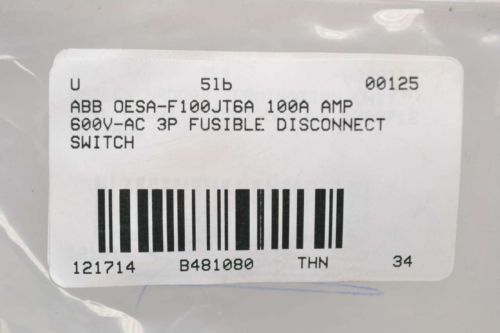 U 5lb 00125
ABB OESA-F100JT6A 100A AMP
600V-AC 3P FUSIBLE DISCONNECT
SWITCH
121714 B481080 THN 34